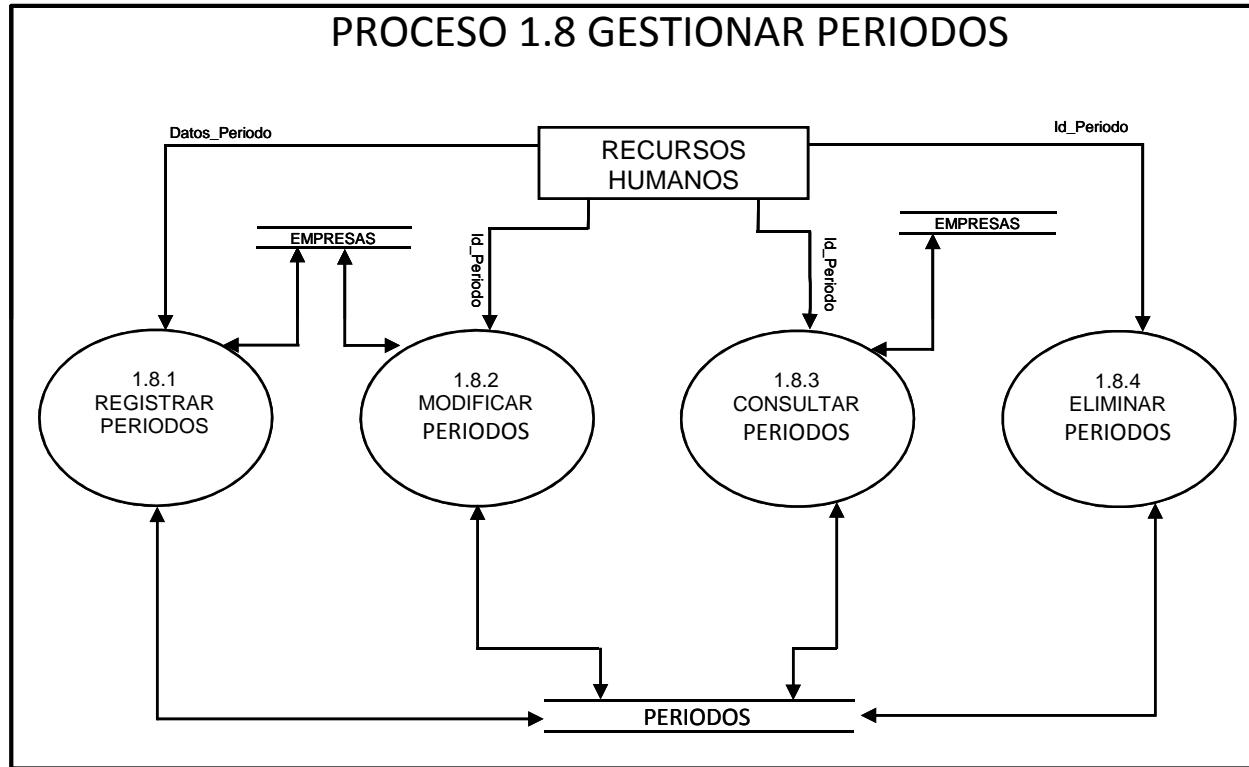 PROCESO 1.8 GESTIONAR PERIODOS
Datos_Periodo
Id_Periodo
RECURSOS
HUMANOS
EMPRESAS
EMPRESAS
Id_Periodo
Id_Periodo
1.8.1
REGISTRAR
PERIODOS
1.8.2
MODIFICAR
PERIODOS
1.8.3
CONSULTAR
PERIODOS
1.8.4
ELIMINAR
PERIODOS
PERIODOS